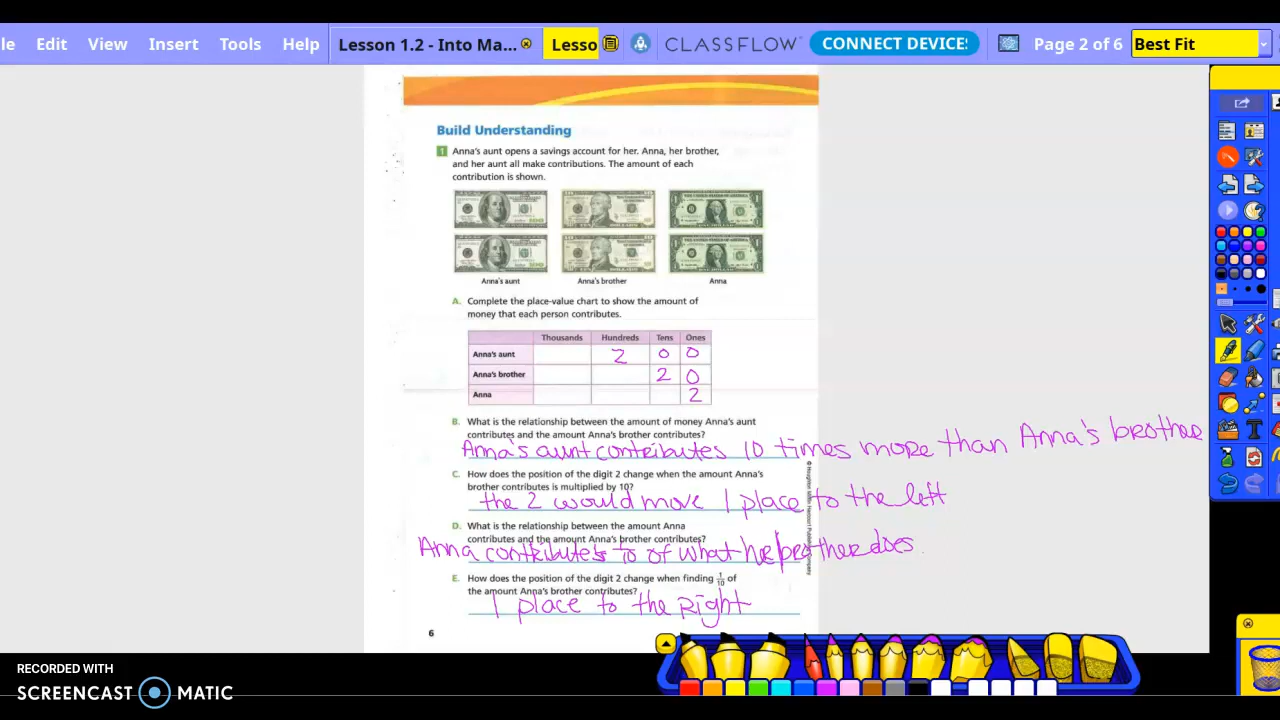 le Edit View Insert Tools Help Lesson 1.2 - Into Ma... Lesso CLASSFLOW CONNECT DEVICES Page 2 of 6 Best Fit
Build Understanding
1 Anna's aunt opens a savings account for her. Anna, her brother,
and her aunt all make contributions. The amount of each
contribution is shown.
Anna's aunt Anna's brother Anna
A. Complete the place-value chart to show the amount of
money that each person contributes.
Thousands Hundreds Tens Ones
Anna's aunt 2 0 0
Anna's brother 2 0
Anna 2
B. What is the relationship between the amount of money Anna's aunt
contributes and the amount Anna's brother contributes?
Anna's aunt contributes 10 times more than Anna's brother
C. How does the position of the digit 2 change when the amount Anna's
brother contributes is multiplied by 10?
the 2 would move 1 place to the left
D. What is the relationship between the amount Anna
contributes and the amount Anna's brother contributes?
Anna contributes 1/10 of what her brother does.
E. How does the position of the digit 2 change when finding 1/10 of
the amount Anna's brother contributes?
1 place to the Right
6
RECORDED WITH
SCREENCAST MATIC